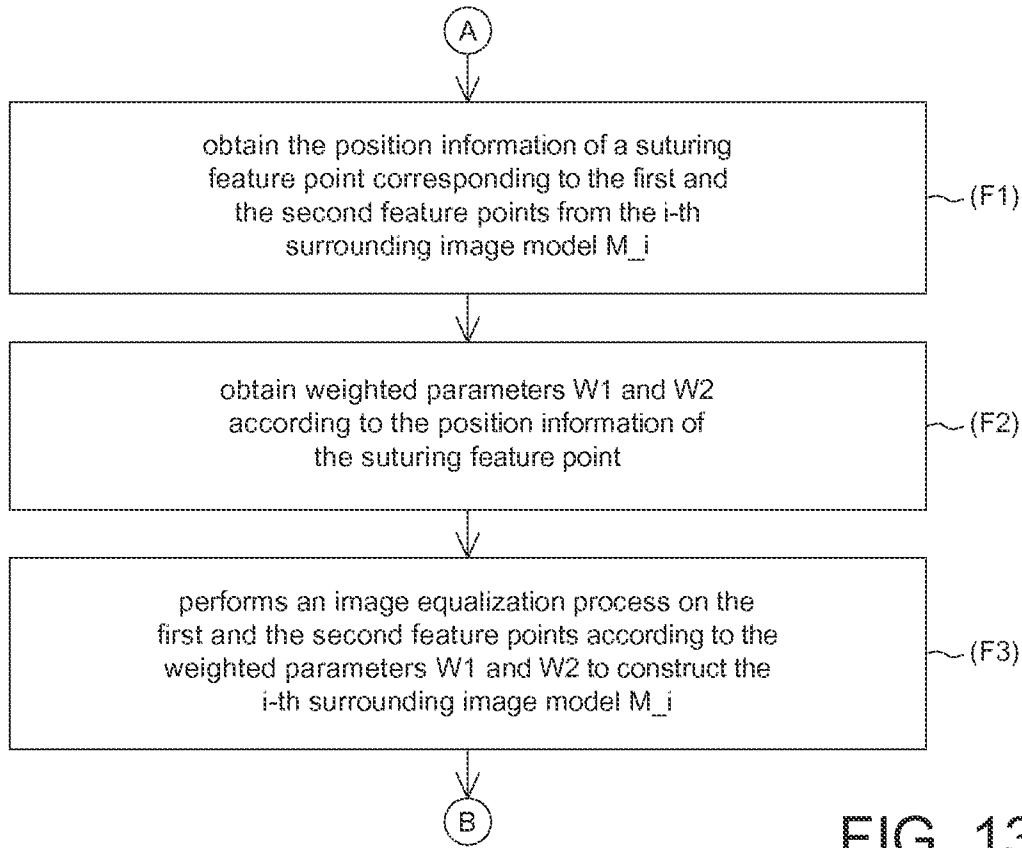 A
obtain the position information of a suturing
feature point corresponding to the first and
the second feature points from the i-th
surrounding image model M_i
(F1)
obtain weighted parameters W1 and W2
according to the position information of
the suturing feature point
(F2)
performs an image equalization process on the
first and the second feature points according to the
weighted parameters W1 and W2 to construct the
i-th surrounding image model M_i
(F3)
B
FIG. 13